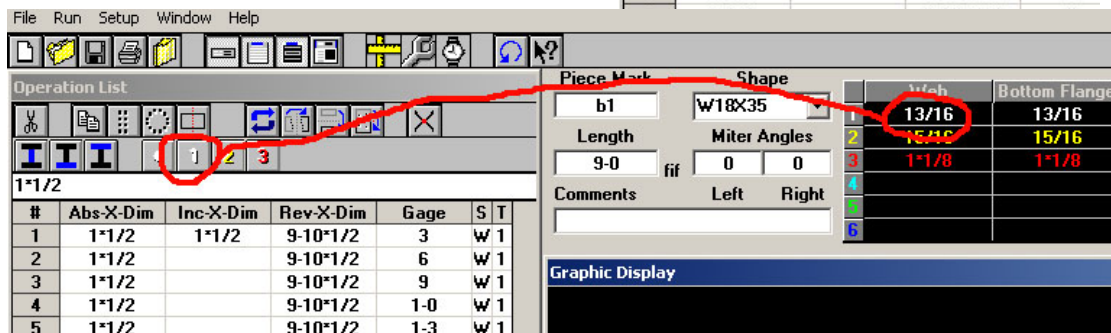 File Run Setup Window Help
Operation List
1 2 3
1*1/2
# Abs-X-Dim Inc-X-Dim Rev-X-Dim Gage S T
1 1*1/2 1*1/2 9-10*1/2 3 W 1
2 1*1/2 9-10*1/2 6 W 1
3 1*1/2 9-10*1/2 9 W 1
4 1*1/2 9-10*1/2 1-0 W 1
5 1*1/2 9-10*1/2 1-3 W 1
Piece Mark Shape
b1 W18X35
Length Miter Angles
9-0 fif 0 0
Comments Left Right
Web Bottom Flange
1 13/16 13/16
2 15/16 15/16
3 1*1/8 1*1/8
4
5
6
Graphic Display